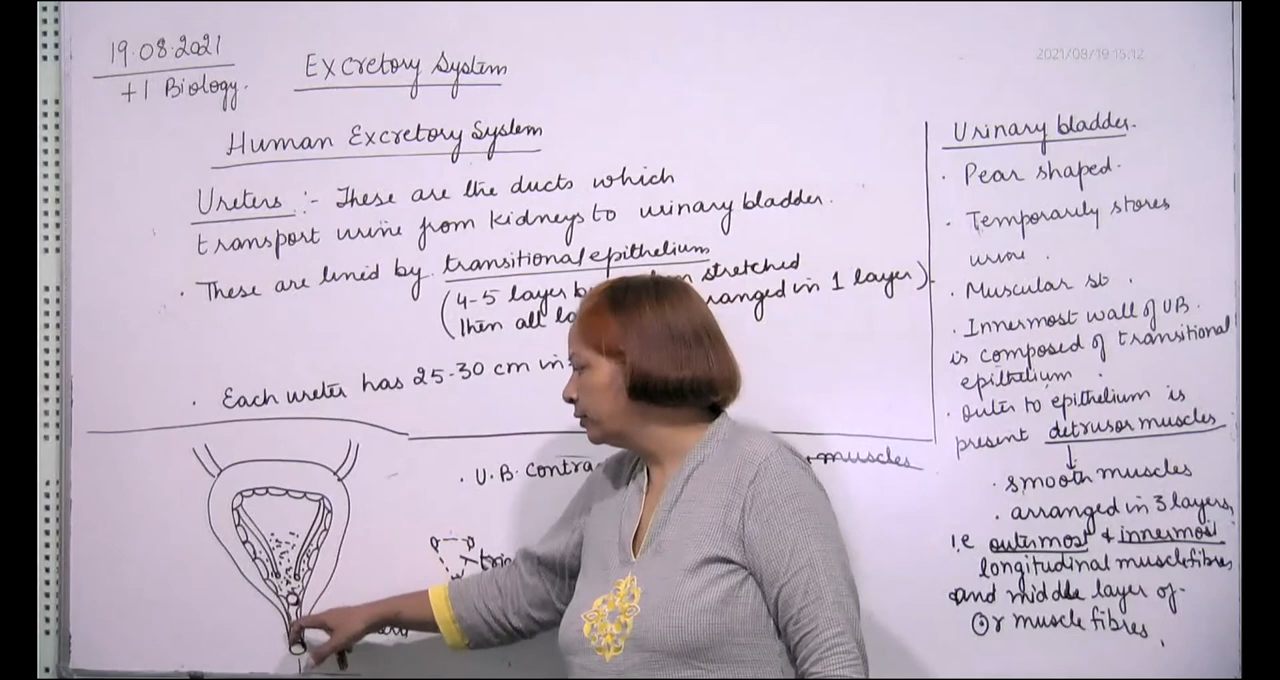 19.08.2021
+1 Biology.
Excretory System
2021/08/19 15:12
Human Excretory System
Ureters :- These are the ducts which
transport urine from kidneys to urinary bladder.
. These are lined by transitional epithelium
(4-5 layer stretched
Then all arranged in 1 layer).
. Each ureter has 25-30 cm in
. U.B. contra muscles
Urinary bladder.
. Pear shaped.
. Temporarily stores
urine.
. Muscular st.
. Innermost wall of UB.
is composed of transitional
epithelium.
. outer to epithelium is
present detrusor muscles
↓
. smooth muscles
. arranged in 3 layers,
i.e outermost & innermost
longitudinal muscle fibres
and middle layer of
Or muscle fibres.